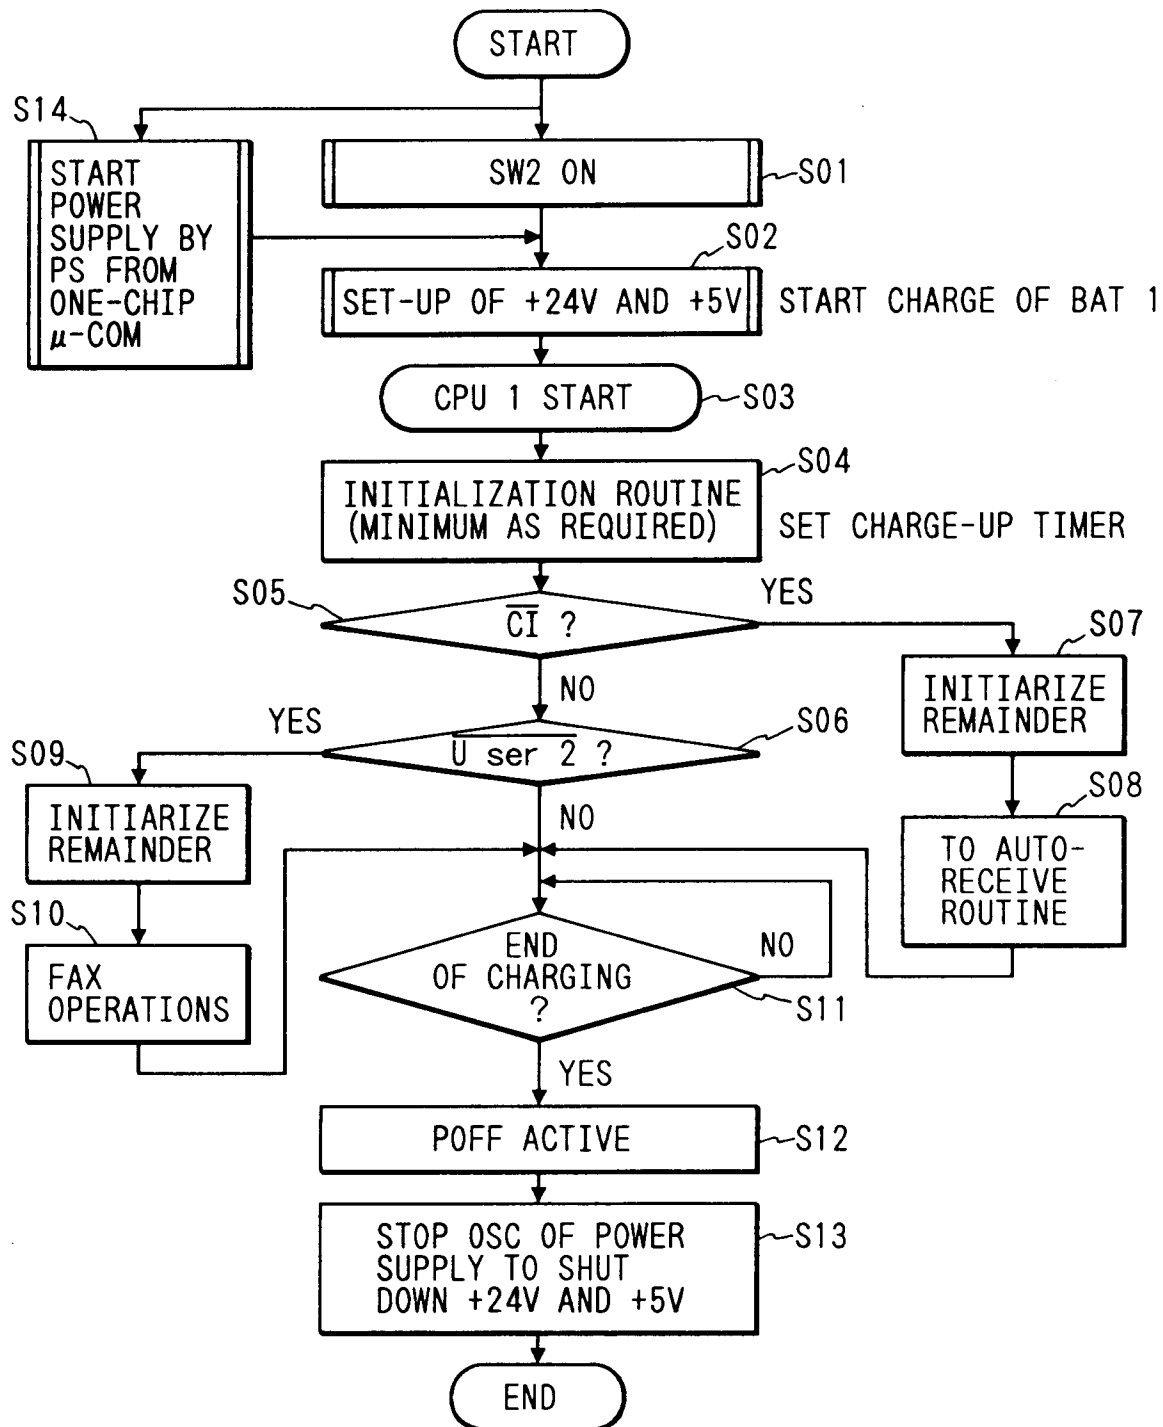 START
S14
START
POWER
SUPPLY BY
PS FROM
ONE-CHIP
μ-COM
SW2 ON
S01
S02
SET-UP OF +24V AND +5V
START CHARGE OF BAT 1
CPU 1 START
S03
S04
INITIALIZATION ROUTINE
(MINIMUM AS REQUIRED)
SET CHARGE-UP TIMER
S05
C̅I̅ ?
YES
NO
S07
INITIARIZE
REMAINDER
S06
U̅ s̅e̅r̅ 2̅ ?
YES
NO
S09
INITIARIZE
REMAINDER
S08
TO AUTO-
RECEIVE
ROUTINE
S10
FAX
OPERATIONS
END
OF CHARGING
?
NO
S11
YES
POFF ACTIVE
S12
STOP OSC OF POWER
SUPPLY TO SHUT
DOWN +24V AND +5V
S13
END